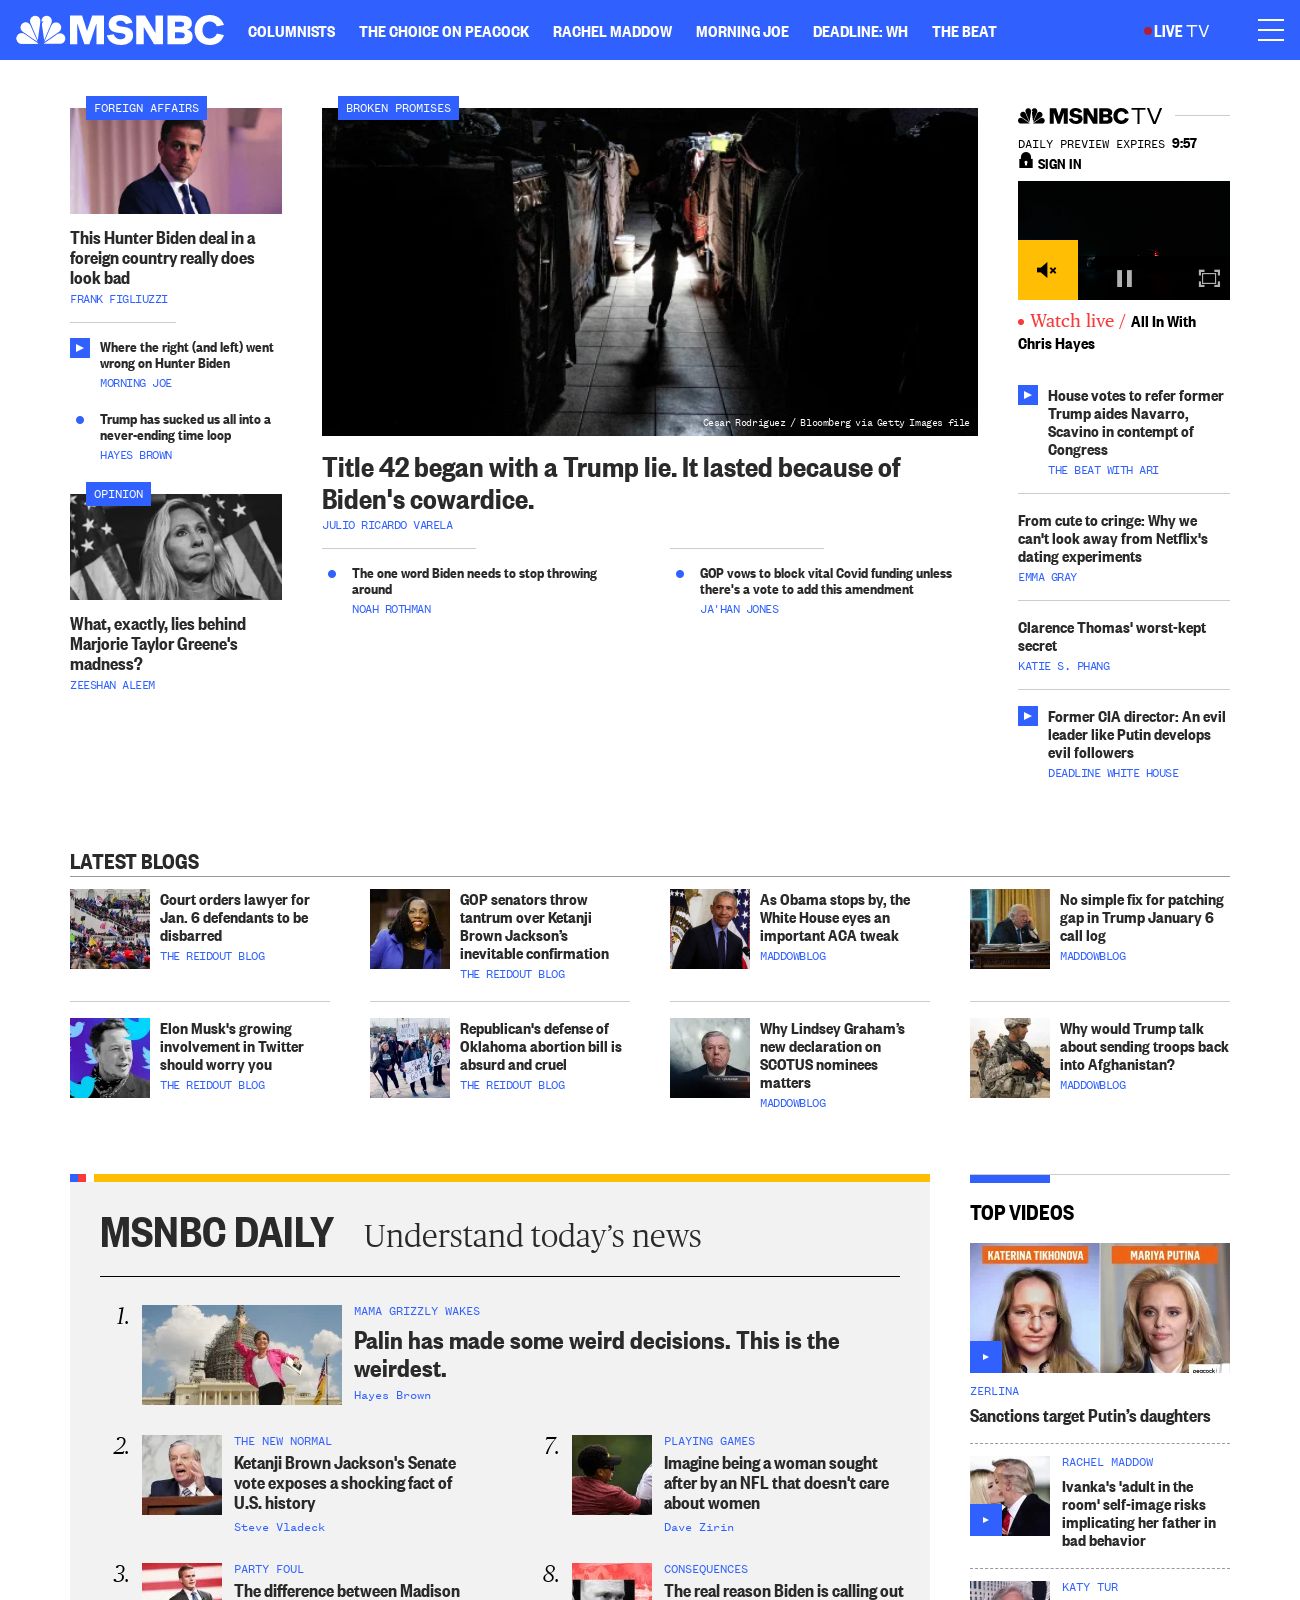 MSNBC
COLUMNISTS
THE CHOICE ON PEACOCK
RACHEL MADDOW
MORNING JOE
DEADLINE: WH
THE BEAT
LIVE TV
FOREIGN AFFAIRS
This Hunter Biden deal in a
foreign country really does
look bad
FRANK FIGLIUZZI
Where the right (and left) went
wrong on Hunter Biden
MORNING JOE
Trump has sucked us all into a
never-ending time loop
HAYES BROWN
OPINION
What, exactly, lies behind
Marjorie Taylor Greene's
madness?
ZEESHAN ALEEM
BROKEN PROMISES
Cesar Rodriguez / Bloomberg via Getty Images file
Title 42 began with a Trump lie. It lasted because of
Biden's cowardice.
JULIO RICARDO VARELA
The one word Biden needs to stop throwing
around
NOAH ROTHMAN
GOP vows to block vital Covid funding unless
there's a vote to add this amendment
JA'HAN JONES
MSNBC TV
DAILY PREVIEW EXPIRES 9:57
SIGN IN
Watch live / All In With
Chris Hayes
House votes to refer former
Trump aides Navarro,
Scavino in contempt of
Congress
THE BEAT WITH ARI
From cute to cringe: Why we
can't look away from Netflix's
dating experiments
EMMA GRAY
Clarence Thomas' worst-kept
secret
KATIE S. PHANG
Former CIA director: An evil
leader like Putin develops
evil followers
DEADLINE WHITE HOUSE
LATEST BLOGS
Court orders lawyer for
Jan. 6 defendants to be
disbarred
THE REIDOUT BLOG
GOP senators throw
tantrum over Ketanji
Brown Jackson’s
inevitable confirmation
THE REIDOUT BLOG
As Obama stops by, the
White House eyes an
important ACA tweak
MADDOWBLOG
No simple fix for patching
gap in Trump January 6
call log
MADDOWBLOG
Elon Musk's growing
involvement in Twitter
should worry you
THE REIDOUT BLOG
Republican's defense of
Oklahoma abortion bill is
absurd and cruel
THE REIDOUT BLOG
Why Lindsey Graham’s
new declaration on
SCOTUS nominees
matters
MADDOWBLOG
Why would Trump talk
about sending troops back
into Afghanistan?
MADDOWBLOG
MSNBC DAILY
Understand today’s news
1.
MAMA GRIZZLY WAKES
Palin has made some weird decisions. This is the
weirdest.
Hayes Brown
2.
THE NEW NORMAL
Ketanji Brown Jackson's Senate
vote exposes a shocking fact of
U.S. history
Steve Vladeck
7.
PLAYING GAMES
Imagine being a woman sought
after by an NFL that doesn't care
about women
Dave Zirin
3.
PARTY FOUL
The difference between Madison
8.
CONSEQUENCES
The real reason Biden is calling out
TOP VIDEOS
KATERINA TIKHONOVA
MARIYA PUTINA
peacock
ZERLINA
Sanctions target Putin’s daughters
RACHEL MADDOW
Ivanka's 'adult in the
room' self-image risks
implicating her father in
bad behavior
KATY TUR